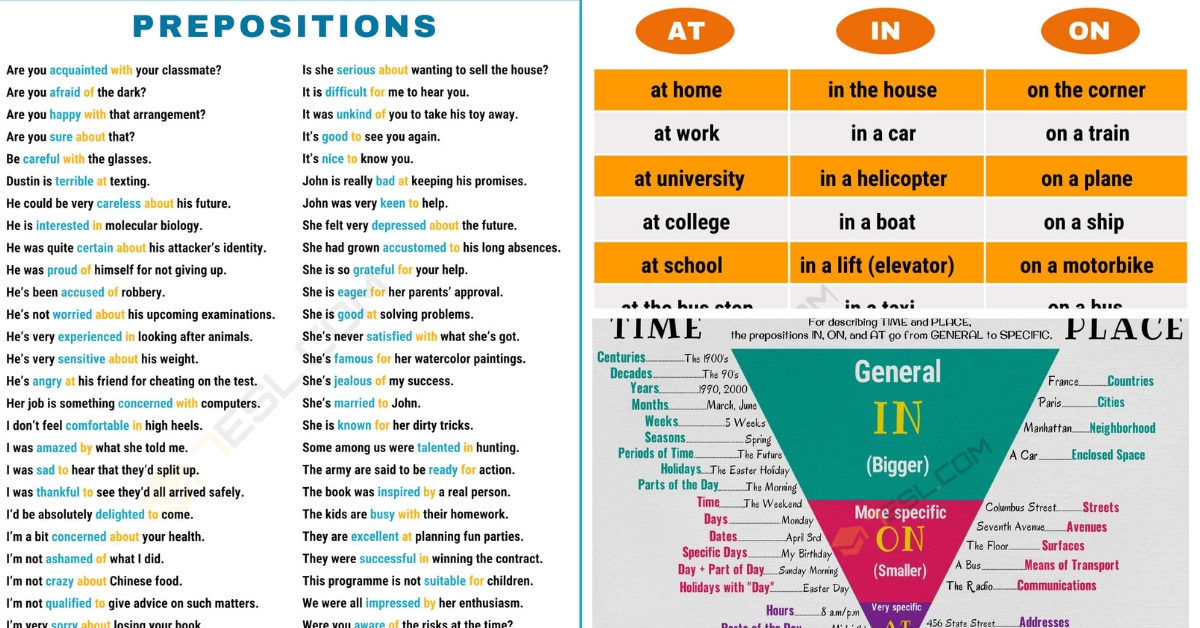 PREPOSITIONS
Are you acquainted with your classmate?
Are you afraid of the dark?
Are you happy with that arrangement?
Are you sure about that?
Be careful with the glasses.
Dustin is terrible at texting.
He could be very careless about his future.
He is interested in molecular biology.
He was quite certain about his attacker's identity.
He was proud of himself for not giving up.
He's been accused of robbery.
He's not worried about his upcoming examinations.
He's very experienced in looking after animals.
He's very sensitive about his weight.
He's angry at his friend for cheating on the test.
Her job is something concerned with computers.
I don't feel comfortable in high heels.
I was amazed by what she told me.
I was sad to hear that they'd split up.
I was thankful to see they'd all arrived safely.
I'd be absolutely delighted to come.
I'm a bit concerned about your health.
I'm not ashamed of what I did.
I'm not crazy about Chinese food.
I'm not qualified to give advice on such matters.
I'm very sorry about losing your book.
Is she serious about wanting to sell the house?
It is difficult for me to hear you.
It was unkind of you to take his toy away.
It's good to see you again.
It's nice to know you.
John is really bad at keeping his promises.
John was very keen to help.
She felt very depressed about the future.
She had grown accustomed to his long absences.
She is so grateful for your help.
She is eager for her parents' approval.
She is good at solving problems.
She's never satisfied with what she's got.
She's famous for her watercolor paintings.
She's jealous of my success.
She's married to John.
She is known for her dirty tricks.
Some among us were talented in hunting.
The army are said to be ready for action.
The book was inspired by a real person.
The kids are busy with their homework.
They are excellent at planning fun parties.
They were successful in winning the contract.
This programme is not suitable for children.
We were all impressed by her enthusiasm.
Were you aware of the risks at the time?
7ESL.COM
AT IN ON
at home in the house on the corner
at work in a car on a train
at university in a helicopter on a plane
at college in a boat on a ship
at school in a lift (elevator) on a motorbike
at the bus stop in a taxi on a bus
TIME PLACE
For describing TIME and PLACE,
the prepositions IN, ON, and AT go from GENERAL to SPECIFIC.
Centuries The 1900's
Decades The 90's
Years 1990, 2000
Months March, June
Weeks 5 Weeks
Seasons Spring
Periods of Time The Future
Holidays The Easter Holiday
Parts of the Day The Morning
Time The Weekend
Days Monday
Dates April 3rd
Specific Days My Birthday
Day + Part of Day Sunday Morning
Holidays with "Day" Easter Day
Hours 8 am/pm
Parts of the Day Midnight
General
IN
(Bigger)
More specific
ON
(Smaller)
Very specific
AT
7ESL.COM
France Countries
Paris Cities
Manhattan Neighborhood
A Car Enclosed Space
Columbus Street Streets
Seventh Avenue Avenues
The Floor Surfaces
A Bus Means of Transport
The Radio Communications
456 State Street Addresses